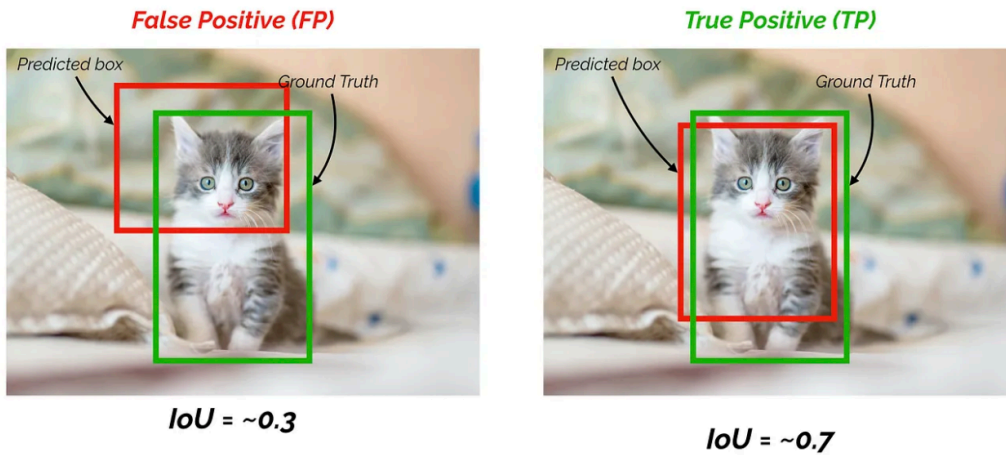 False Positive (FP)
Predicted box
Ground Truth
IoU = ~0.3
True Positive (TP)
Predicted box
Ground Truth
IoU = ~0.7